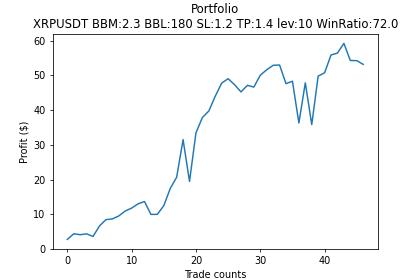 Portfolio
XRPUSDT BBM:2.3 BBL:180 SL:1.2 TP:1.4 lev:10 WinRatio:72.0
60
50
40
30
20
10
0
Profit ($)
0 10 20 30 40
Trade counts